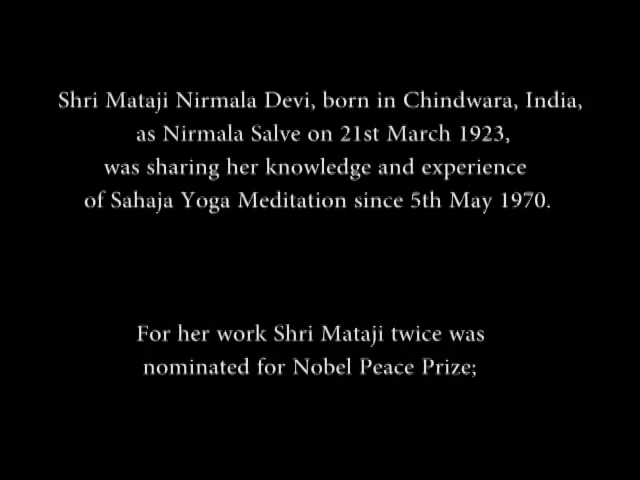 Shri Mataji Nirmala Devi, born in Chindwara, India,
as Nirmala Salve on 21st March 1923,
was sharing her knowledge and experience
of Sahaja Yoga Meditation since 5th May 1970.
For her work Shri Mataji twice was
nominated for Nobel Peace Prize;